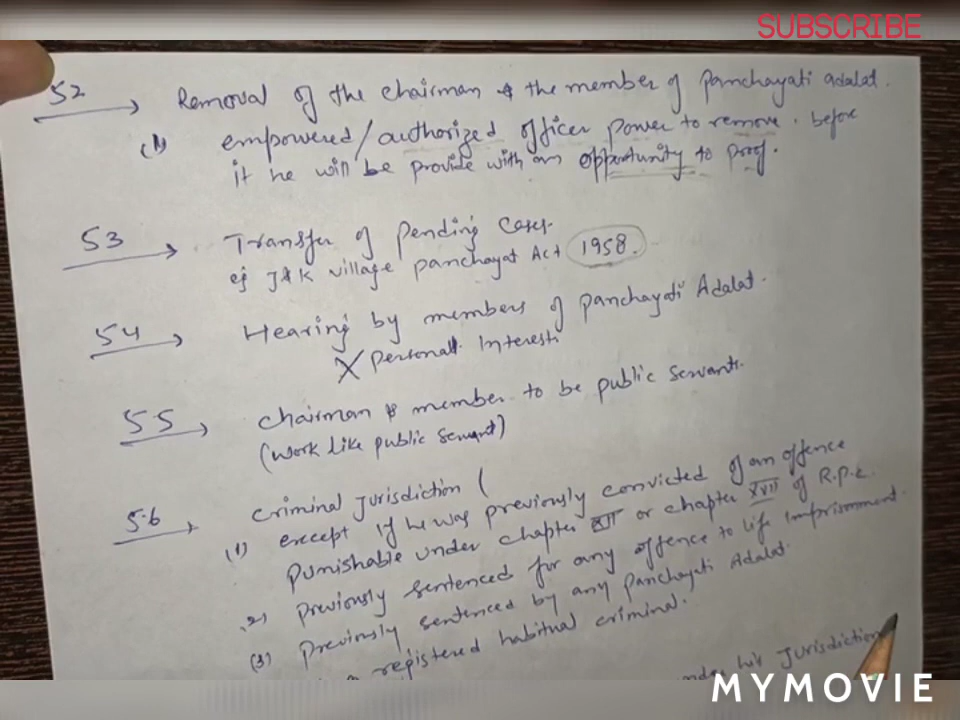 SUBSCRIBE
52 → Removal of the chairman & the member of Panchayati adalat.
(1) empowered/authorized officer power to remove. before
it he will be provide with an opportunity to proof.
53 → Transfer of pending Cases.
eg J&K village panchayat Act 1958.
54 → Hearing by members of panchayati Adalat.
X personal Interest
55 → chairman & member to be public servants.
(work like public servant)
56 → criminal Jurisdiction (
(1) except if he was previously convicted of an offence
punishable under chapter or chapter XVII of R.P.C.
(2) previously sentenced for any offence to life imprisonment.
(3) previously sentenced by any panchayati Adalat.
registered habitual criminal.
under his Jurisdiction
MYMOVIE